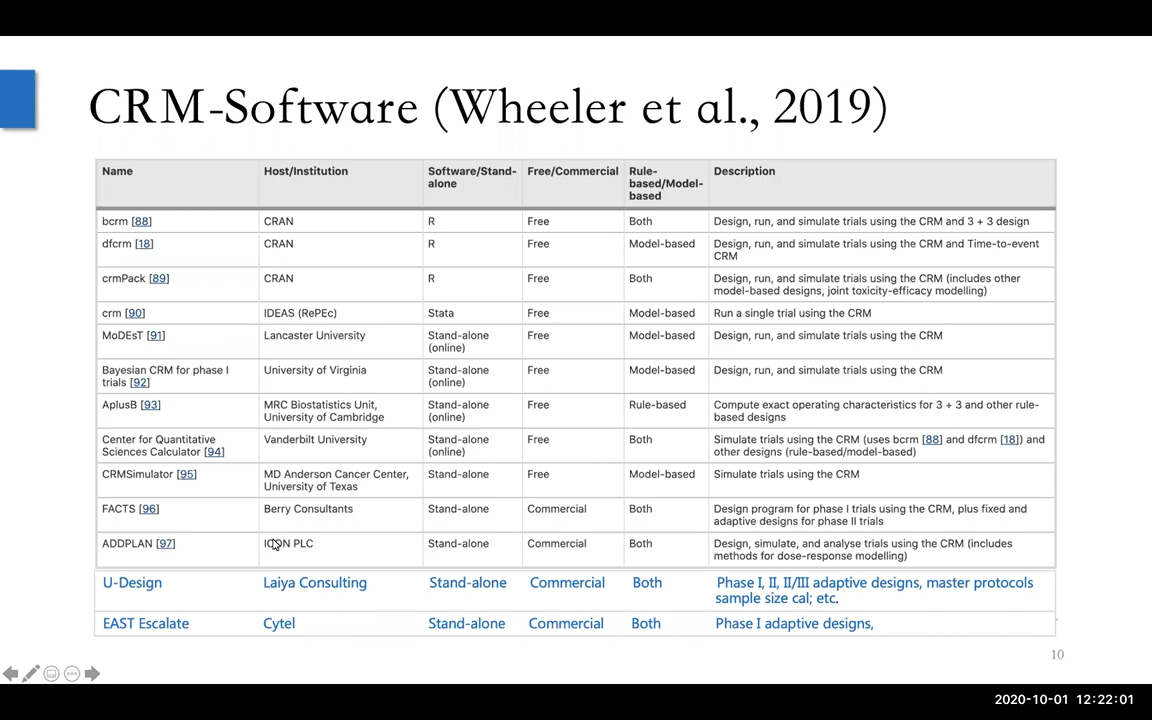 CRM-Software (Wheeler et al., 2019)
Name Host/Institution Software/Stand-alone Free/Commercial Rule-based/Model-based Description
bcrm [88] CRAN R Free Both Design, run, and simulate trials using the CRM and 3 + 3 design
dfcrm [18] CRAN R Free Model-based Design, run, and simulate trials using the CRM and Time-to-event CRM
crmPack [89] CRAN R Free Both Design, run, and simulate trials using the CRM (includes other model-based designs, joint toxicity-efficacy modelling)
crm [90] IDEAS (RePEc) Stata Free Model-based Run a single trial using the CRM
MoDEsT [91] Lancaster University Stand-alone (online) Free Model-based Design, run, and simulate trials using the CRM
Bayesian CRM for phase I trials [92] University of Virginia Stand-alone (online) Free Model-based Design, run, and simulate trials using the CRM
AplusB [93] MRC Biostatistics Unit, University of Cambridge Stand-alone (online) Free Rule-based Compute exact operating characteristics for 3 + 3 and other rule-based designs
Center for Quantitative Sciences Calculator [94] Vanderbilt University Stand-alone (online) Free Both Simulate trials using the CRM (uses bcrm [88] and dfcrm [18]) and other designs (rule-based/model-based)
CRMSimulator [95] MD Anderson Cancer Center, University of Texas Stand-alone Free Model-based Simulate trials using the CRM
FACTS [96] Berry Consultants Stand-alone Commercial Both Design program for phase I trials using the CRM, plus fixed and adaptive designs for phase II trials
ADDPLAN [97] ICON PLC Stand-alone Commercial Both Design, simulate, and analyse trials using the CRM (includes methods for dose-response modelling)
U-Design Laiya Consulting Stand-alone Commercial Both Phase I, II, II/III adaptive designs, master protocols sample size cal; etc.
EAST Escalate Cytel Stand-alone Commercial Both Phase I adaptive designs,
10
2020-10-01 12:22:01